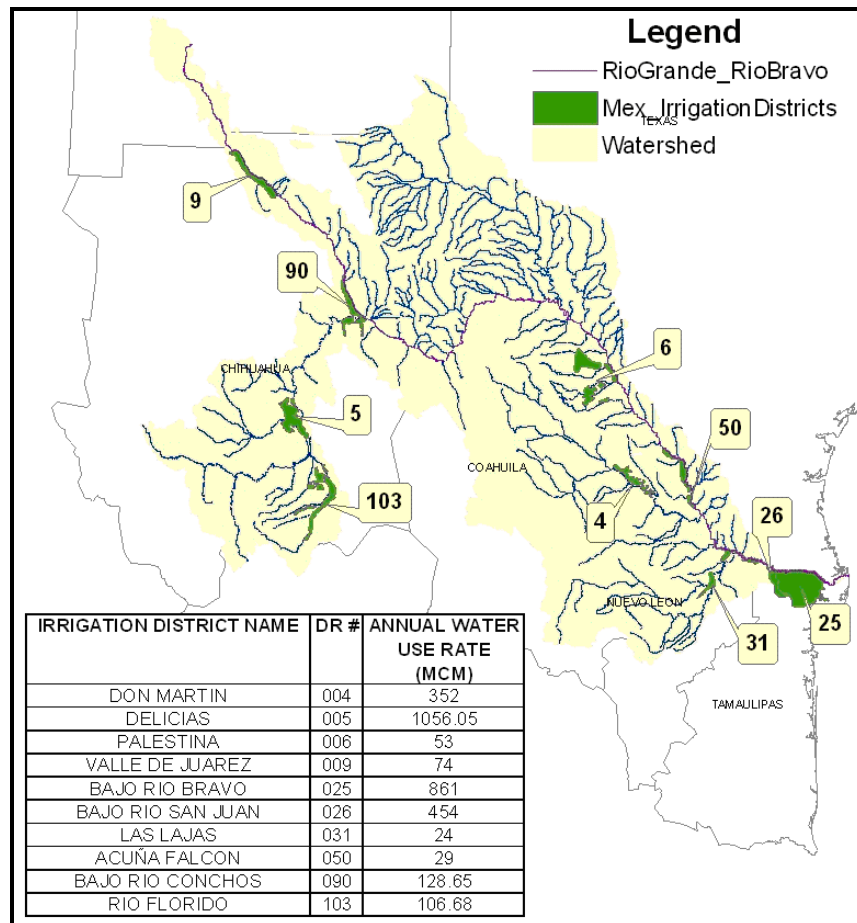 Legend
RioGrande_RioBravo
Mex_Irrigation Districts
TEXAS
Watershed
9
90
CHIHUAHUA
6
5
50
COAHUILA
4
103
26
NUEVO LEON
25
31
TAMAULIPAS
IRRIGATION DISTRICT NAME DR # ANNUAL WATER
USE RATE
(MCM)
DON MARTIN 004 352
DELICIAS 005 1056.05
PALESTINA 006 53
VALLE DE JUAREZ 009 74
BAJO RIO BRAVO 025 861
BAJO RIO SAN JUAN 026 454
LAS LAJAS 031 24
ACUÑA FALCON 050 29
BAJO RIO CONCHOS 090 128.65
RIO FLORIDO 103 106.68